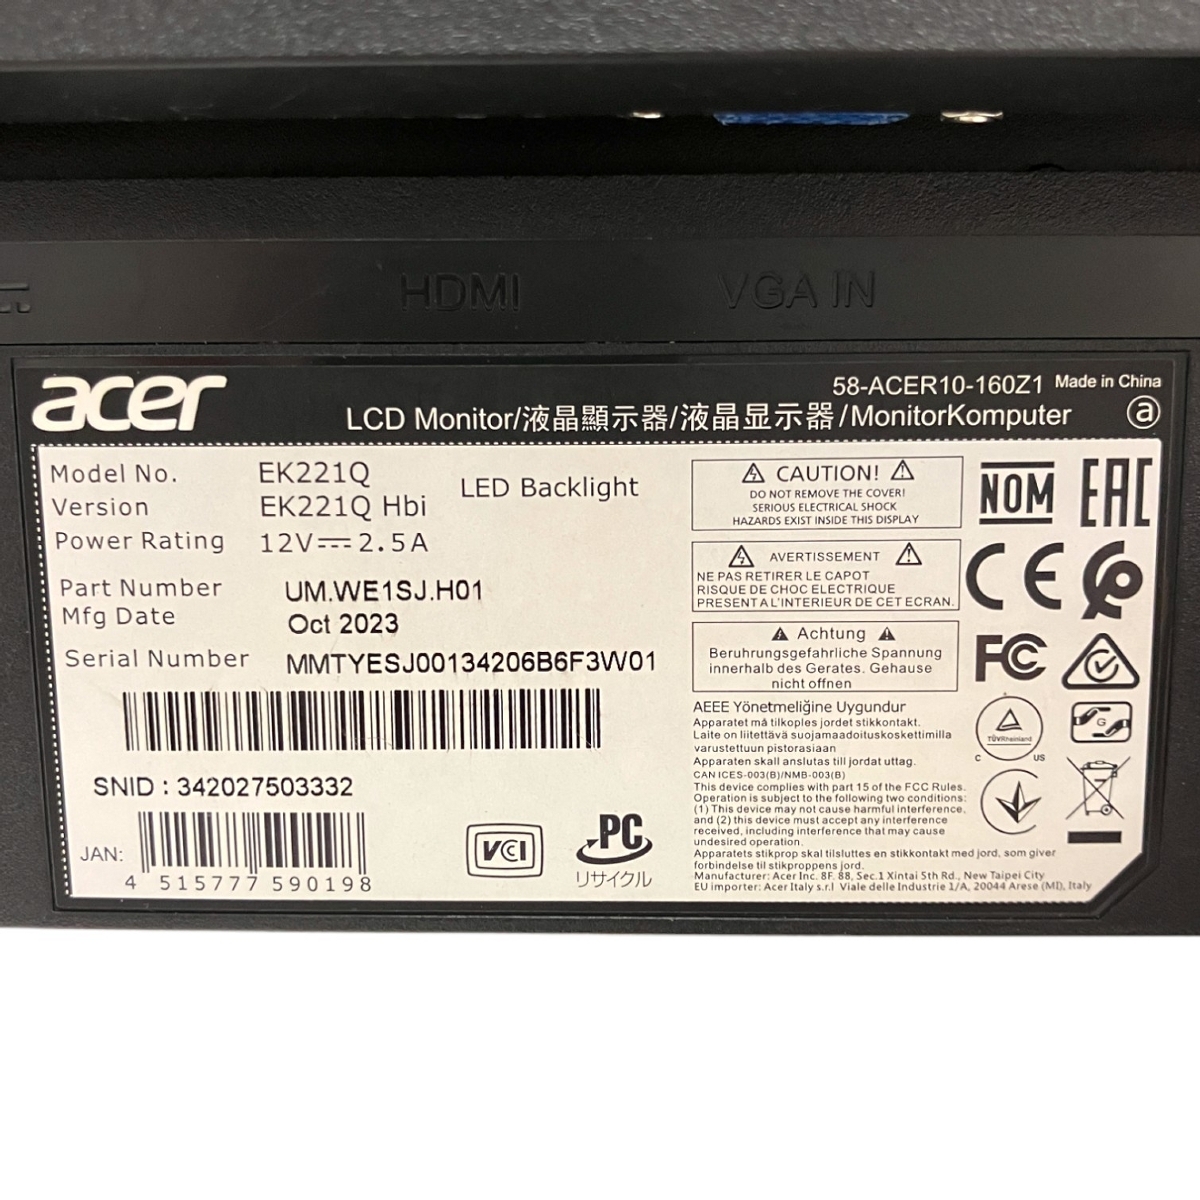 HDMI
VGA IN
acer
58-ACER10-160Z1 Made in China
LCD Monitor/液晶顯示器/液晶显示器/MonitorKomputer
ⓐ
Model No. EK221Q
Version EK221Q Hbi
LED Backlight
Power Rating 12V⎓2.5A
Part Number UM.WE1SJ.H01
Mfg Date Oct 2023
Serial Number MMTYESJ00134206B6F3W01
SNID : 342027503332
JAN:
4 515777 590198
VCCI
PC
リサイクル
CAUTION!
DO NOT REMOVE THE COVER!
SERIOUS ELECTRICAL SHOCK
HAZARDS EXIST INSIDE THIS DISPLAY
AVERTISSEMENT
NE PAS RETIRER LE CAPOT
RISQUE DE CHOC ELECTRIQUE
PRESENT A L'INTERIEUR DE CET ECRAN.
Achtung
Beruhrungsgefahrliche Spannung
innerhalb des Gerates. Gehause
nicht offnen
AEEE Yönetmeliğine Uygundur
Apparatet må tilkoples jordet stikkontakt.
Laite on liitettävä suojamaadoituskoskettimilla
varustettuun pistorasiaan
Apparaten skall anslutas till jordat uttag.
CAN ICES-003(B)/NMB-003(B)
This device complies with part 15 of the FCC Rules.
Operation is subject to the following two conditions:
(1) This device may not cause harmful interference,
and (2) this device must accept any interference
received, including interference that may cause
undesired operation.
Apparatets stikprop skal tilsluttes en stikkontakt med jord, som giver
forbindelse til stikproppens jord.
Manufacturer: Acer Inc. 8F, 88, Sec.1 Xintai 5th Rd., New Taipei City
EU importer: Acer Italy s.r.l Viale delle Industrie 1/A, 20044 Arese (MI), Italy
NOM
EAC
CE
FC
TÜVRheinland
C US
G